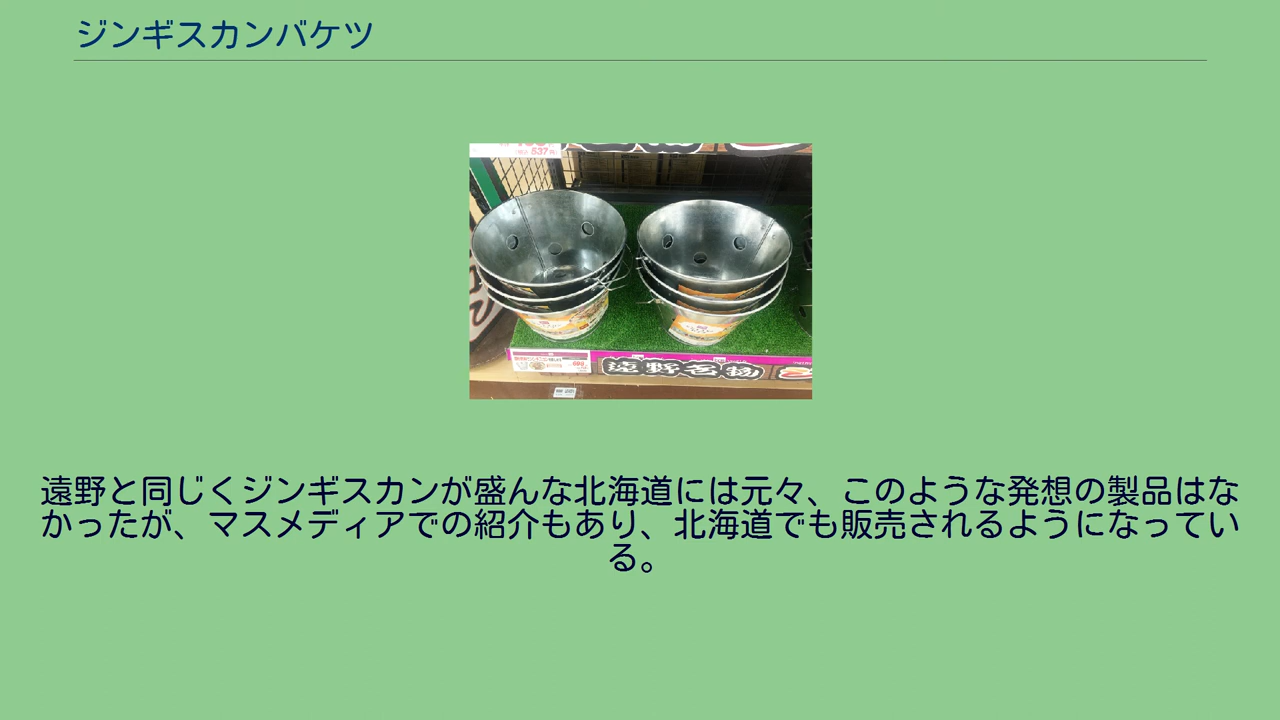 ジンギスカンバケツ
537
遠野名物
遠野と同じくジンギスカンが盛んな北海道には元々、このような発想の製品はな
かったが、マスメディアでの紹介もあり、北海道でも販売されるようになってい
る。